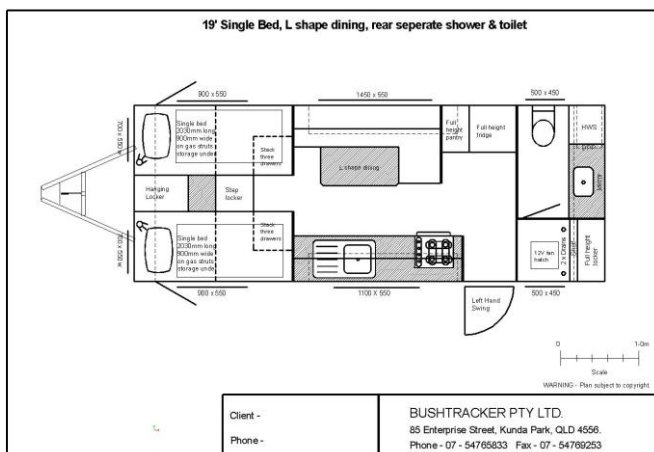 19' Single Bed, L shape dining, rear seperate shower & toilet
900 x 550
1450 x 550
500 x 450
700 x 550
Single bed
2030mm long
900mm wide
on gas struts
storage under
Stack
three
drawers
Full
height
pantry
Full height
fridge
HWS
L shape dining
Hanging
Locker
Step
locker
Single bed
2030mm long
900mm wide
on gas struts
storage under
Stack
three
drawers
12V fan
hatch
2 x Drains
Full height
locker
900 x 550
1100 X 550
Left Hand
Swing
500 x 450
0
1-0m
Scale
WARNING - Plan subject to copyright.
Client -
Phone -
BUSHTRACKER PTY LTD.
85 Enterprise Street, Kunda Park, QLD 4556.
Phone - 07 - 54765833 Fax - 07 - 54769253